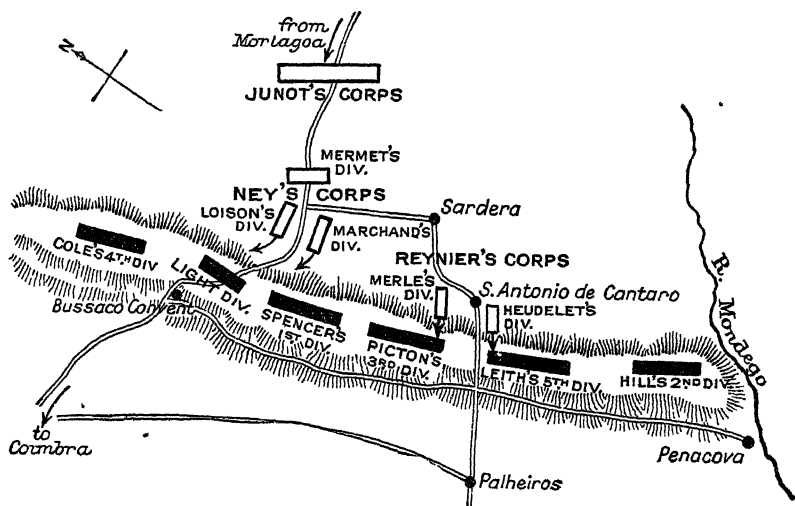 from
Mortagoa
N
JUNOT'S CORPS
MERMET'S
DIV.
NEY'S CORPS
LOISON'S
DIV.
MARCHAND'S
DIV.
Sardera
REYNIER'S CORPS
MERLE'S
DIV.
S. Antonio de Cantaro
HEUDELET'S
DIV.
R. Mondego
COLE'S 4TH DIV
LIGHT DIV.
Bussaco Convent
SPENCER'S
1ST DIV.
PICTON'S
3RD DIV.
LEITH'S 5TH DIV.
HILL'S 2ND DIV
to
Coimbra
Palheiros
Penacova